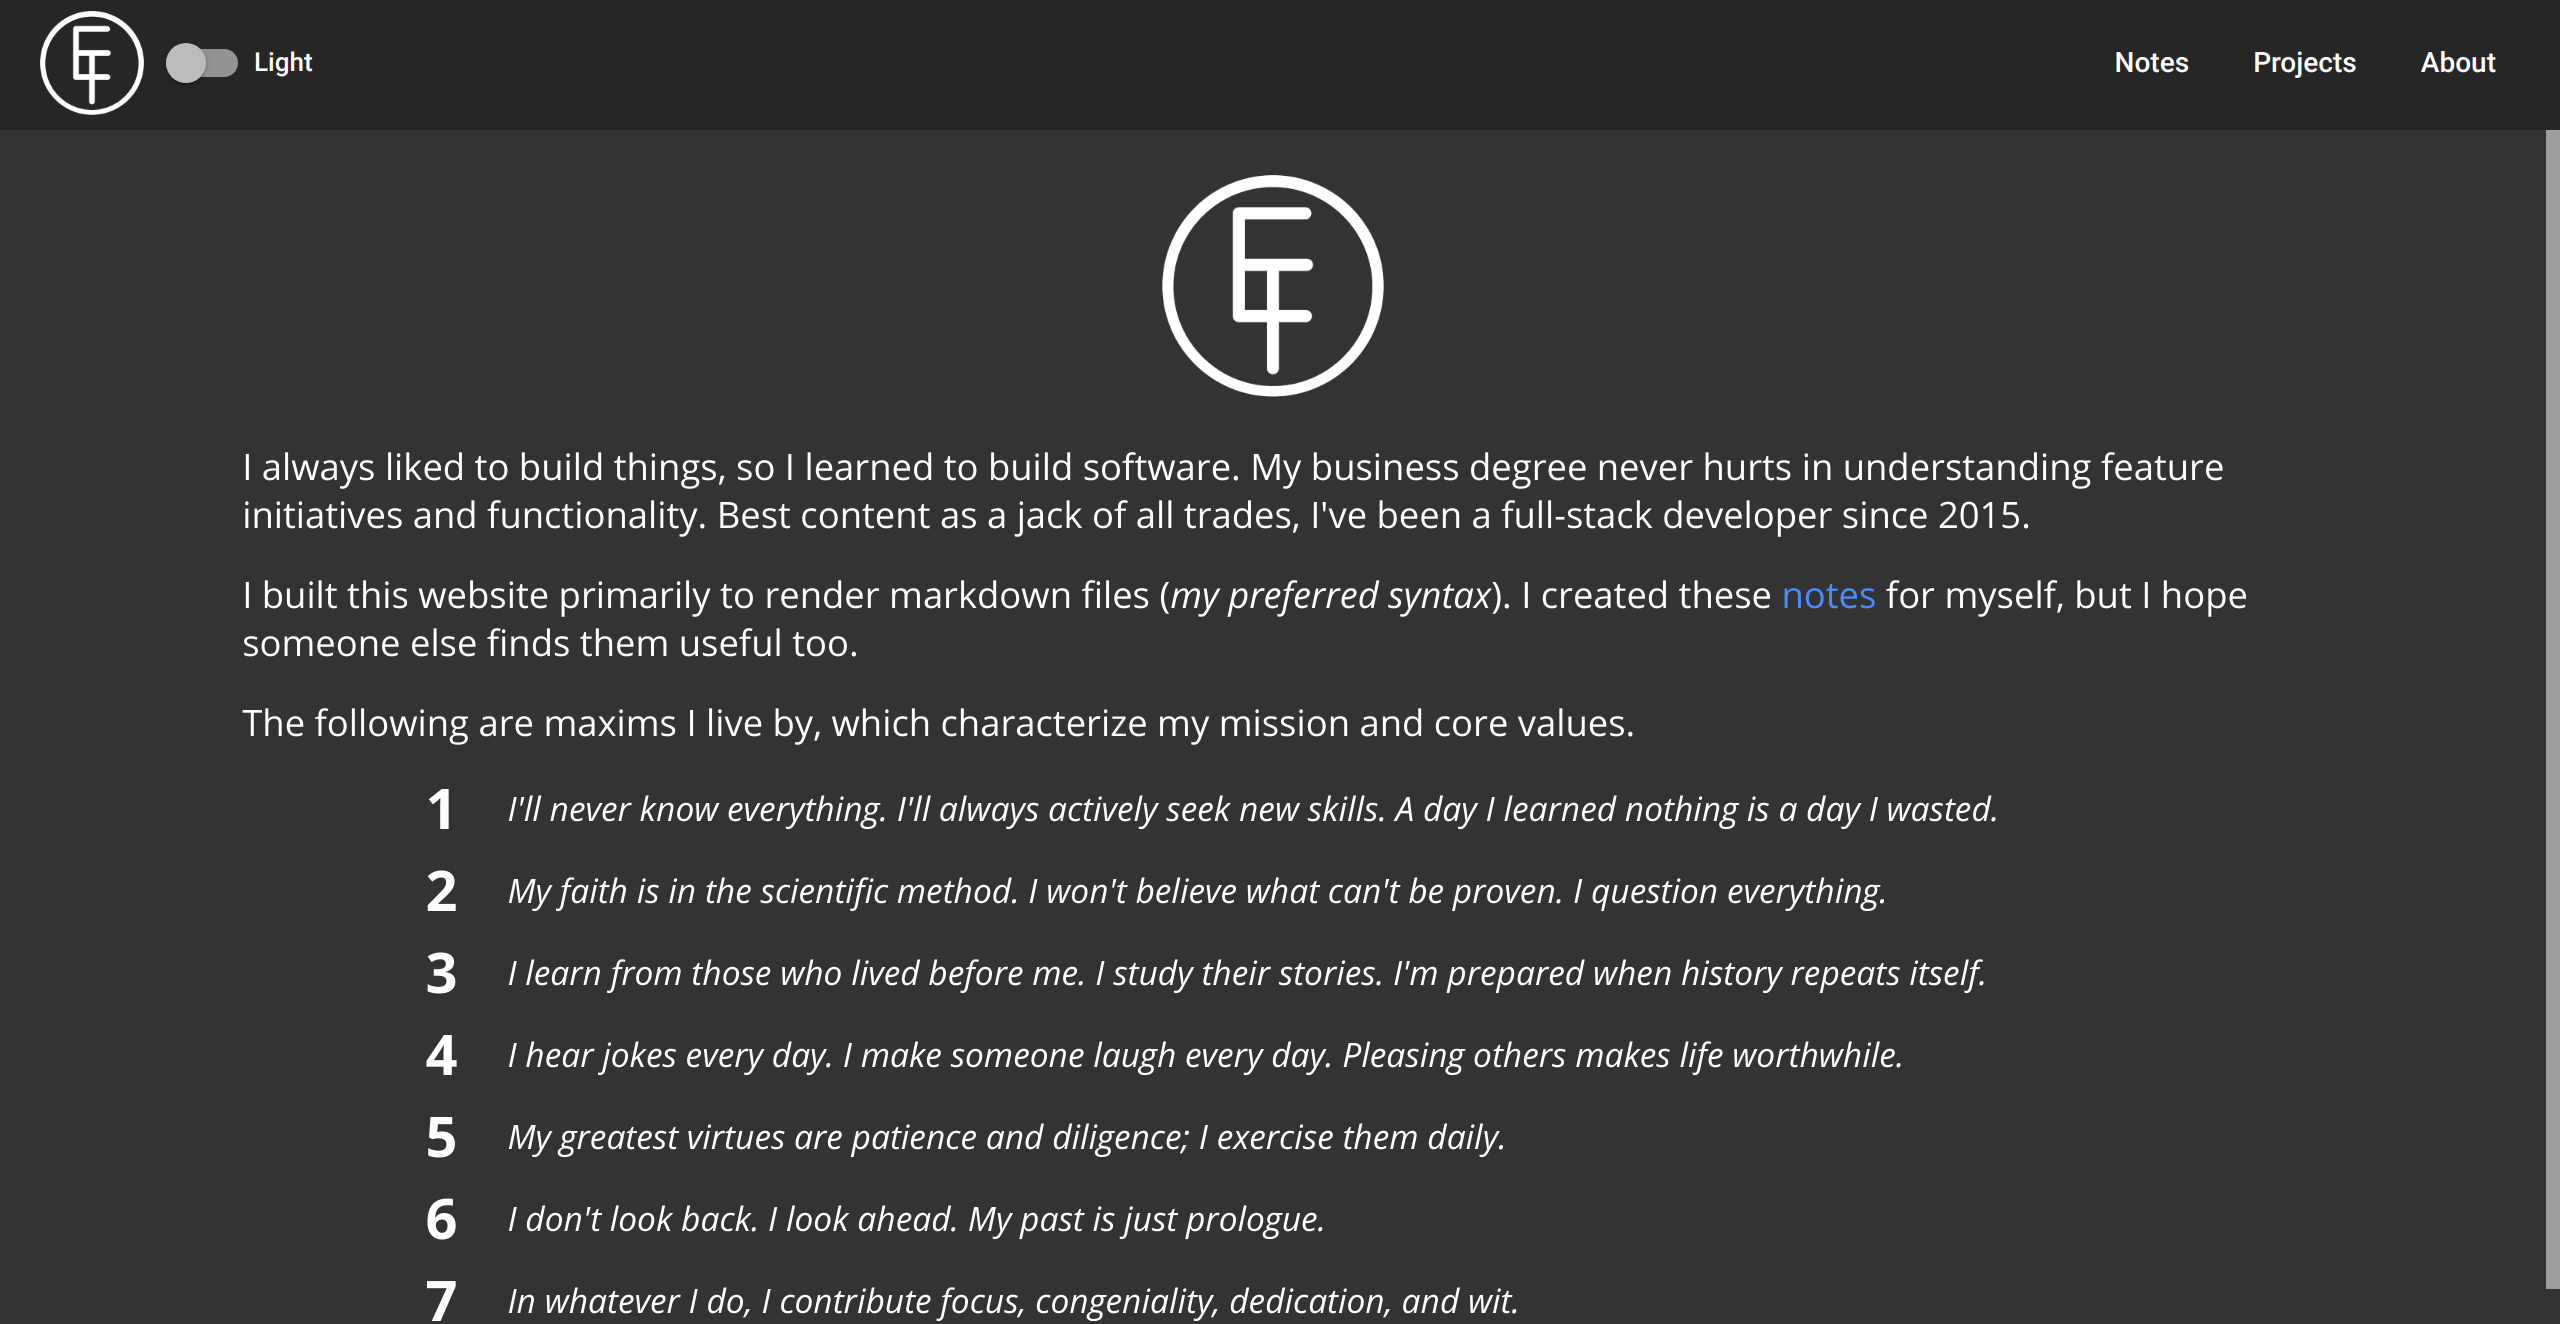 Light
Notes
Projects
About
I always liked to build things, so I learned to build software. My business degree never hurts in understanding feature
initiatives and functionality. Best content as a jack of all trades, I've been a full-stack developer since 2015.
I built this website primarily to render markdown files (my preferred syntax). I created these notes for myself, but I hope
someone else finds them useful too.
The following are maxims I live by, which characterize my mission and core values.
1 I'll never know everything. I'll always actively seek new skills. A day I learned nothing is a day I wasted.
2 My faith is in the scientific method. I won't believe what can't be proven. I question everything.
3 I learn from those who lived before me. I study their stories. I'm prepared when history repeats itself.
4 I hear jokes every day. I make someone laugh every day. Pleasing others makes life worthwhile.
5 My greatest virtues are patience and diligence; I exercise them daily.
6 I don't look back. I look ahead. My past is just prologue.
7 In whatever I do, I contribute focus, congeniality, dedication, and wit.